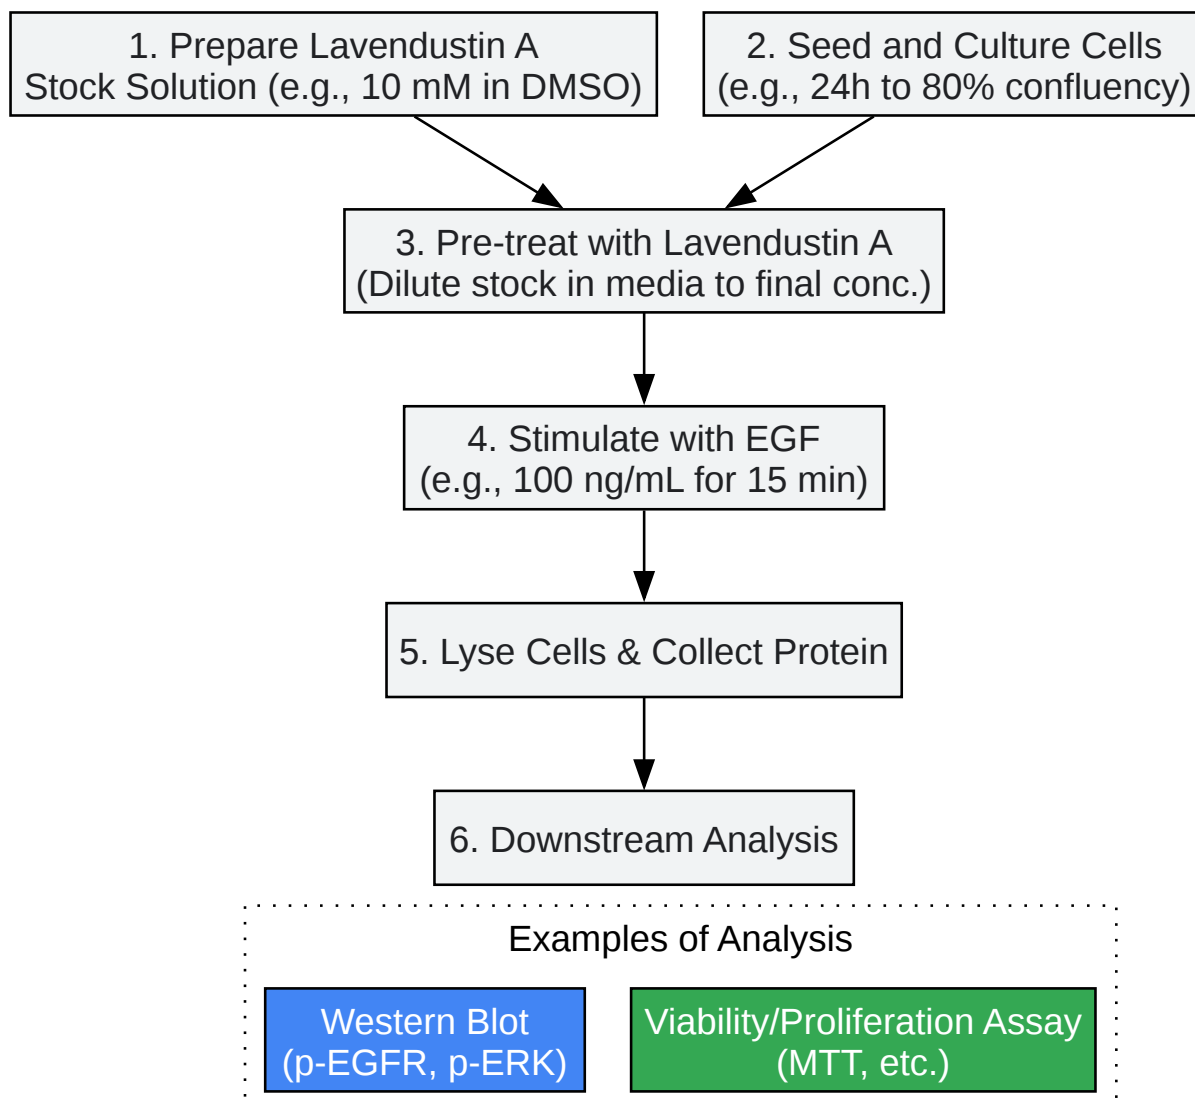 1. Prepare Lavendustin A
Stock Solution (e.g., 10 mM in DMSO)
2. Seed and Culture Cells
(e.g., 24h to 80% confluency)
3. Pre-treat with Lavendustin A
(Dilute stock in media to final conc.)
4. Stimulate with EGF
(e.g., 100 ng/mL for 15 min)
5. Lyse Cells & Collect Protein
6. Downstream Analysis
Examples of Analysis
Western Blot
(p-EGFR, p-ERK)
Viability/Proliferation Assay
(MTT, etc.)